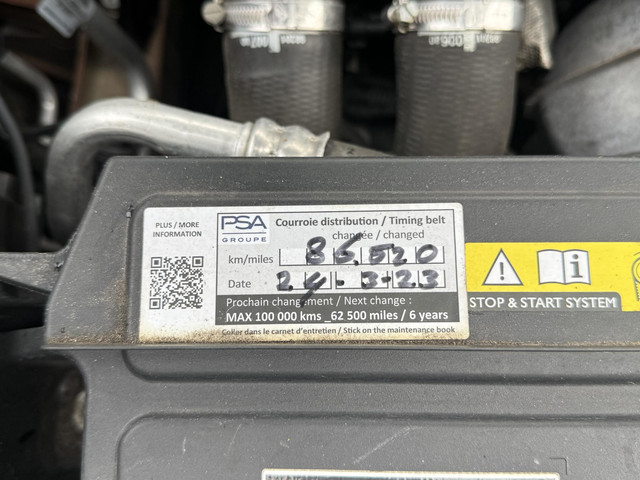 PLUS / MORE
INFORMATION
PSA
GROUPE
Courroie distribution / Timing belt
changée / changed
km/miles 86,520
Date 24-3-23
Prochain changement / Next change :
MAX 100 000 kms _62 500 miles / 6 years
Coller dans le carnet d'entretien / Stick on the maintenance book
STOP & START SYSTEM